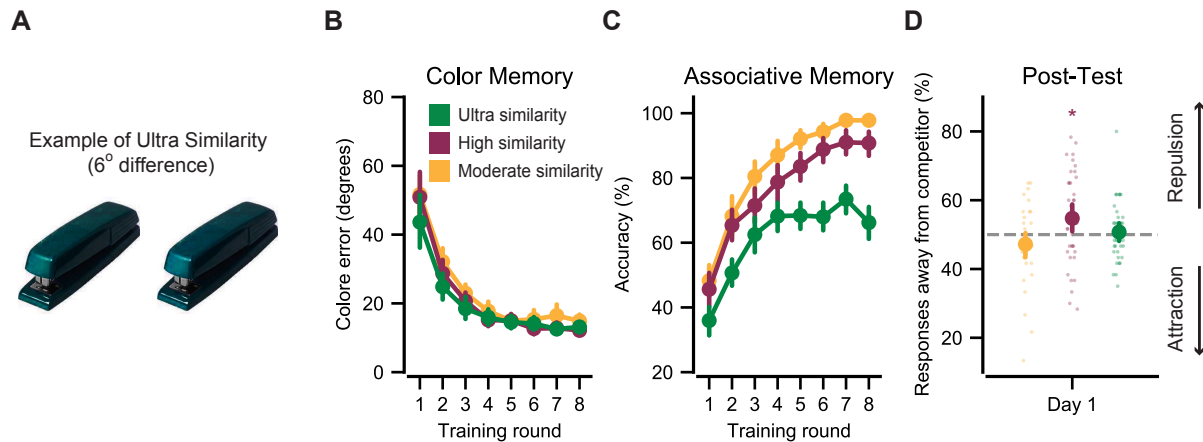 A
Example of Ultra Similarity
(6° difference)
B
Color Memory
Colore error (degrees)
80
60
40
20
0
Ultra similarity
High similarity
Moderate similarity
1 2 3 4 5 6 7 8
Training round
C
Associative Memory
Accuracy (%)
100
80
60
40
20
1 2 3 4 5 6 7 8
Training round
D
Post-Test
Responses away from competitor (%)
80
60
40
20
*
Day 1
Repulsion
Attraction